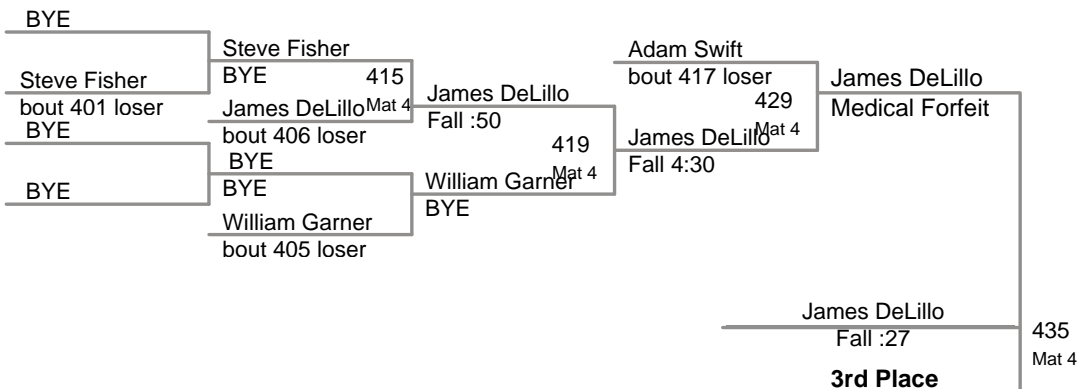 BYE
Steve Fisher
bout 401 loser
BYE
BYE
Steve Fisher
BYE
415
Mat 4
James DeLillo
bout 406 loser
BYE
BYE
William Garner
bout 405 loser
James DeLillo
Fall :50
419
Mat 4
William Garner
BYE
Adam Swift
bout 417 loser
429
Mat 4
James DeLillo
Fall 4:30
James DeLillo
Medical Forfeit
James DeLillo
Fall :27
3rd Place
435
Mat 4